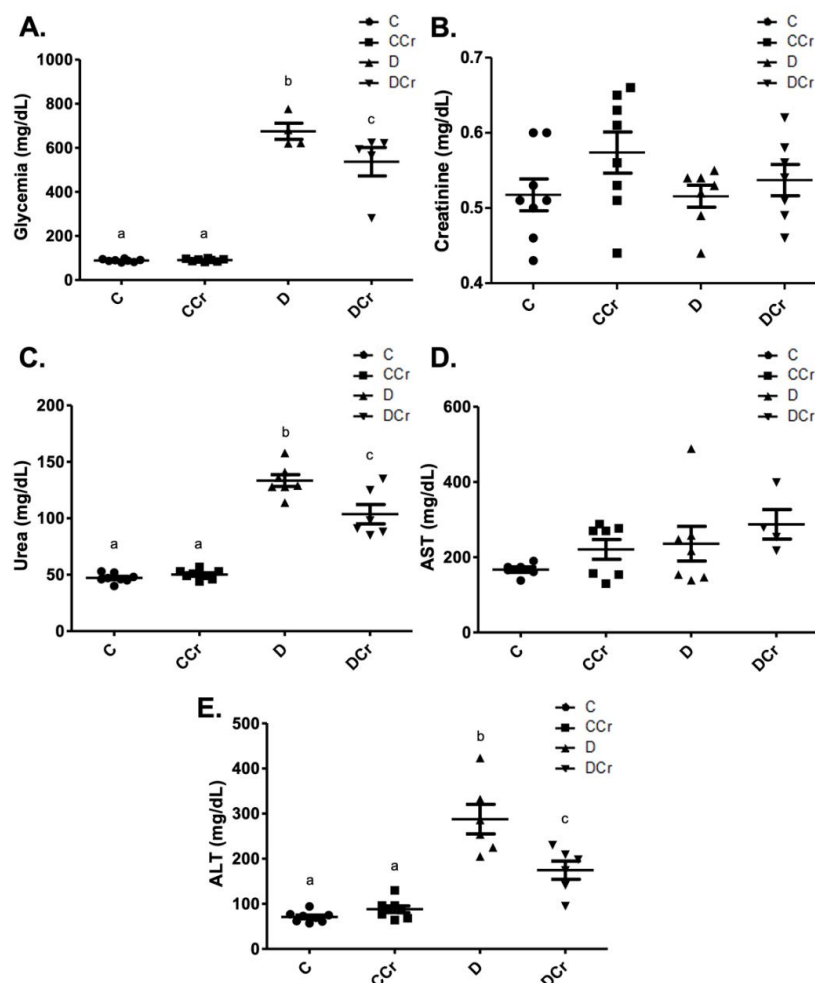 A.
C
CCr
D
DCr
Glycemia (mg/dL)
1000
800
600
400
200
0
a
a
b
c
C
CCr
D
DCr
B.
C
CCr
D
DCr
Creatinine (mg/dL)
0.7
0.6
0.5
0.4
C
CCr
D
DCr
C.
C
CCr
D
DCr
Urea (mg/dL)
200
150
100
50
0
a
a
b
c
C
CCr
D
DCr
D.
C
CCr
D
DCr
AST (mg/dL)
600
400
200
0
C
CCr
D
DCr
E.
C
CCr
D
DCr
ALT (mg/dL)
500
400
300
200
100
0
a
a
b
c
C
CCr
D
DCr